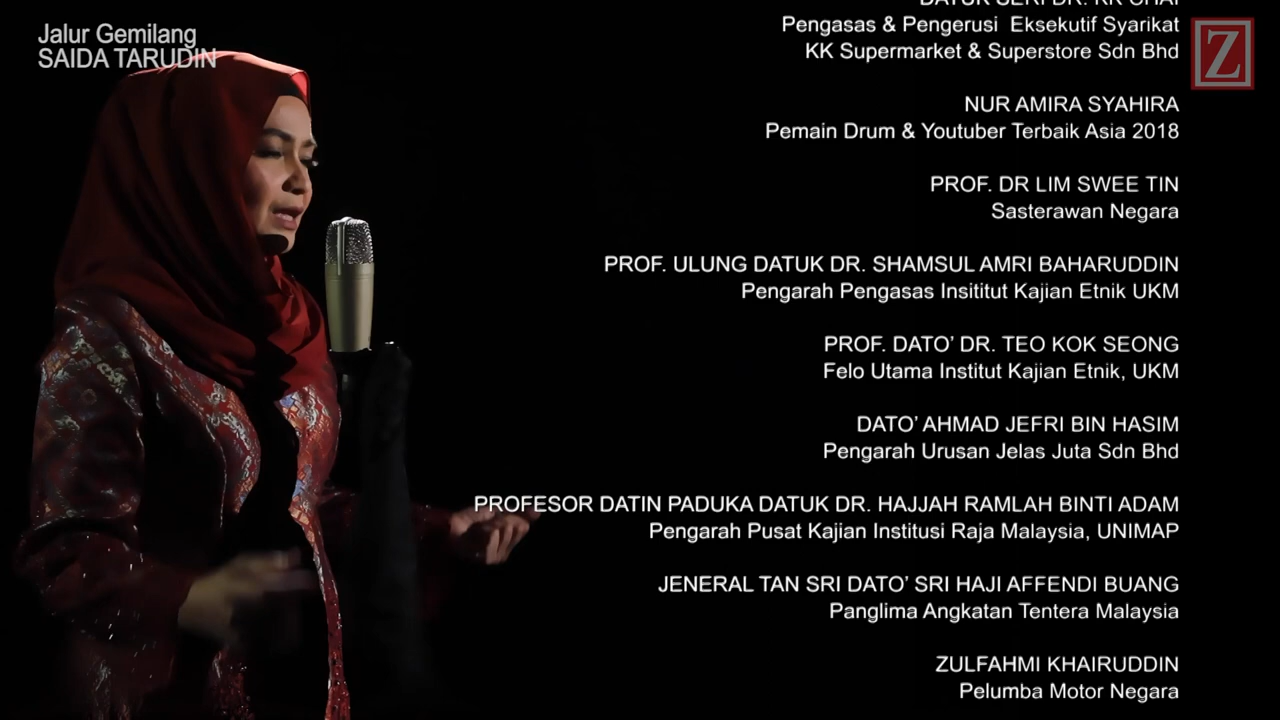 Jalur Gemilang
SAIDA TARUDIN
Z
DATUK SERI DR. KK CHAI
Pengasas & Pengerusi Eksekutif Syarikat
KK Supermarket & Superstore Sdn Bhd
NUR AMIRA SYAHIRA
Pemain Drum & Youtuber Terbaik Asia 2018
PROF. DR LIM SWEE TIN
Sasterawan Negara
PROF. ULUNG DATUK DR. SHAMSUL AMRI BAHARUDDIN
Pengarah Pengasas Insititut Kajian Etnik UKM
PROF. DATO’ DR. TEO KOK SEONG
Felo Utama Institut Kajian Etnik, UKM
DATO’ AHMAD JEFRI BIN HASIM
Pengarah Urusan Jelas Juta Sdn Bhd
PROFESOR DATIN PADUKA DATUK DR. HAJJAH RAMLAH BINTI ADAM
Pengarah Pusat Kajian Institusi Raja Malaysia, UNIMAP
JENERAL TAN SRI DATO’ SRI HAJI AFFENDI BUANG
Panglima Angkatan Tentera Malaysia
ZULFAHMI KHAIRUDDIN
Pelumba Motor Negara